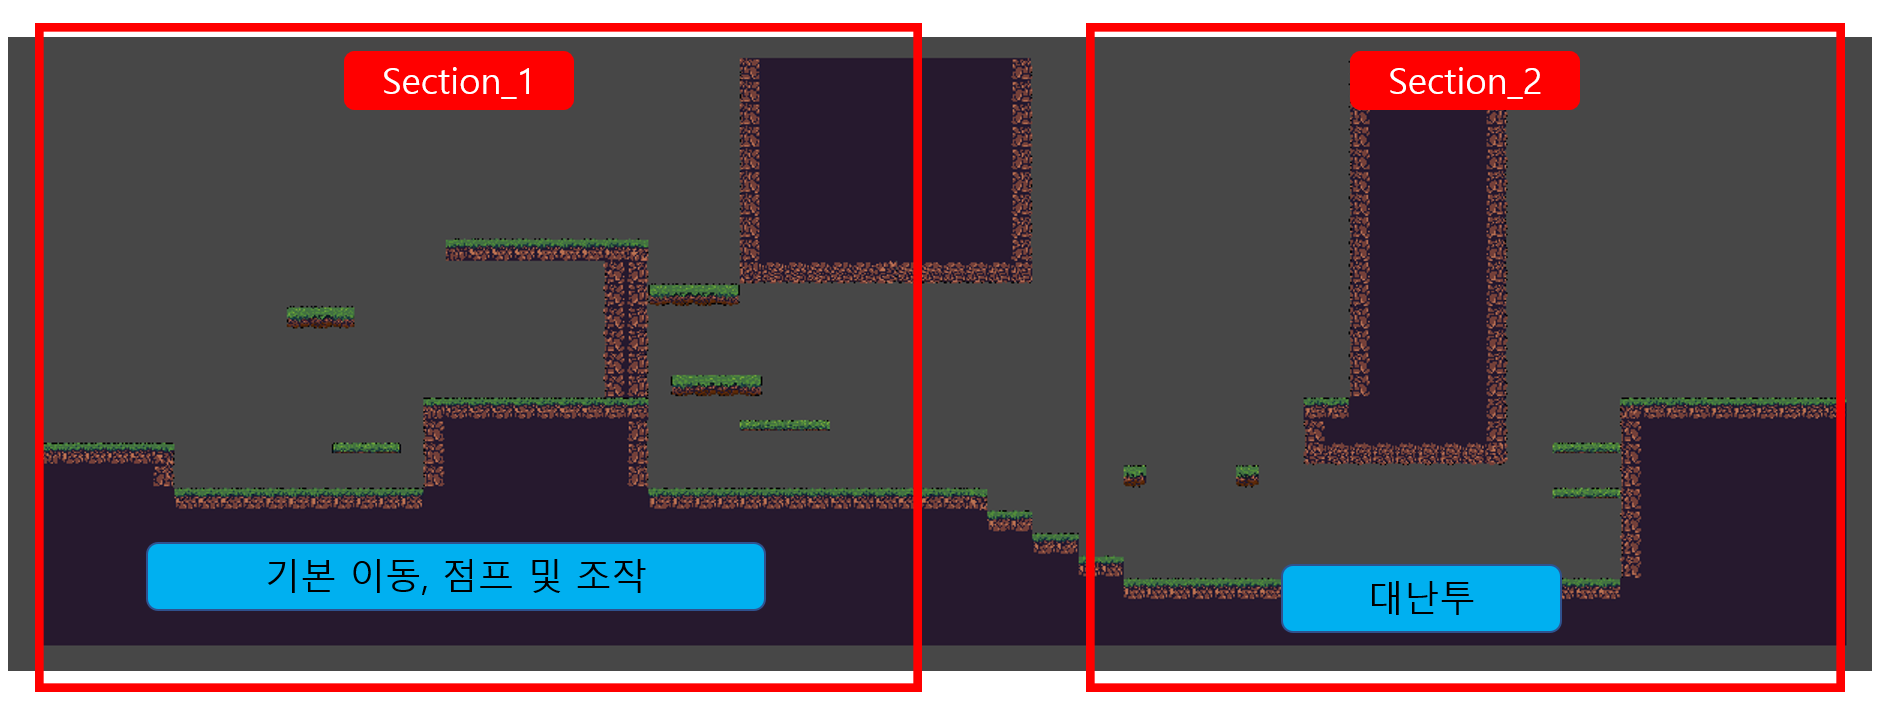 Section_1
Section_2
기본 이동, 점프 및 조작
대난투